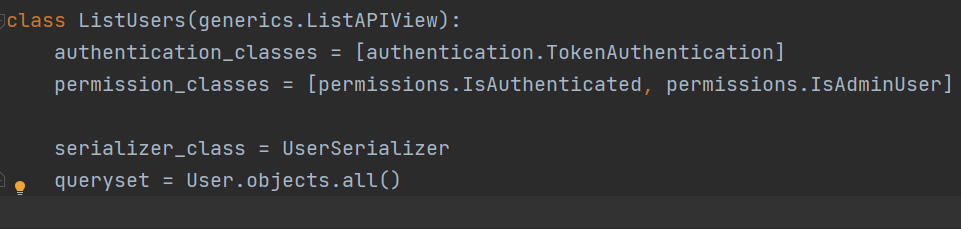 class ListUsers(generics.ListAPIView):
    authentication_classes = [authentication.TokenAuthentication]
    permission_classes = [permissions.IsAuthenticated, permissions.IsAdminUser]
    serializer_class = UserSerializer
    queryset = User.objects.all()